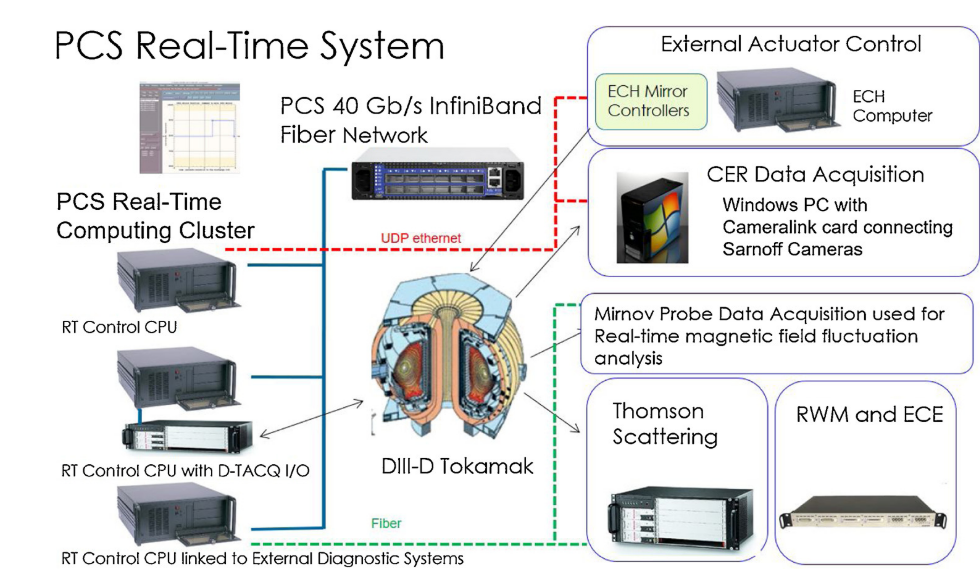 PCS Real-Time System
External Actuator Control
ECH Mirror
Controllers
ECH
Computer
PCS 40 Gb/s InfiniBand
Fiber Network
CER Data Acquisition
Windows PC with
Cameralink card connecting
Sarnoff Cameras
PCS Real-Time
Computing Cluster
UDP ethernet
RT Control CPU
Mirnov Probe Data Acquisition used for
Real-time magnetic field fluctuation
analysis
Thomson
Scattering
RWM and ECE
DIII-D Tokamak
RT Control CPU with D-TACQ I/O
Fiber
RT Control CPU linked to External Diagnostic Systems